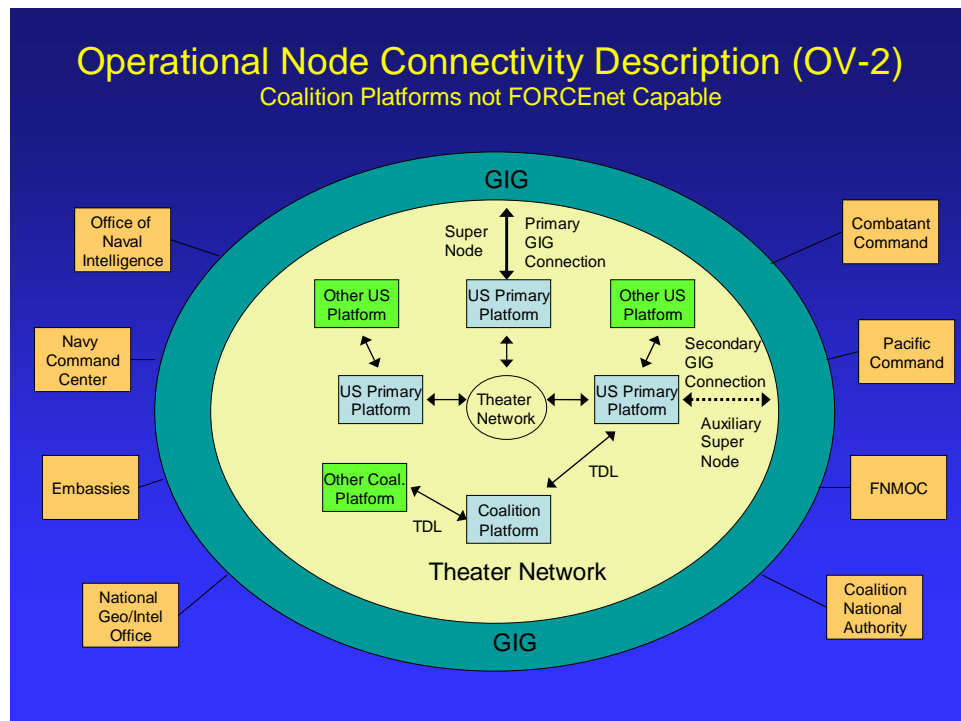 Operational Node Connectivity Description (OV-2)
Coalition Platforms not FORCEnet Capable
GIG
Office of
Naval
Intelligence
Combatant
Command
Super
Node
Primary
GIG
Connection
Other US
Platform
US Primary
Platform
Other US
Platform
Navy
Command
Center
Secondary
GIG
Connection
Pacific
Command
US Primary
Platform
Theater
Network
US Primary
Platform
Auxiliary
Super
Node
Embassies
Other Coal.
Platform
TDL
TDL
Coalition
Platform
FNMOC
Theater Network
National
Geo/Intel
Office
Coalition
National
Authority
GIG